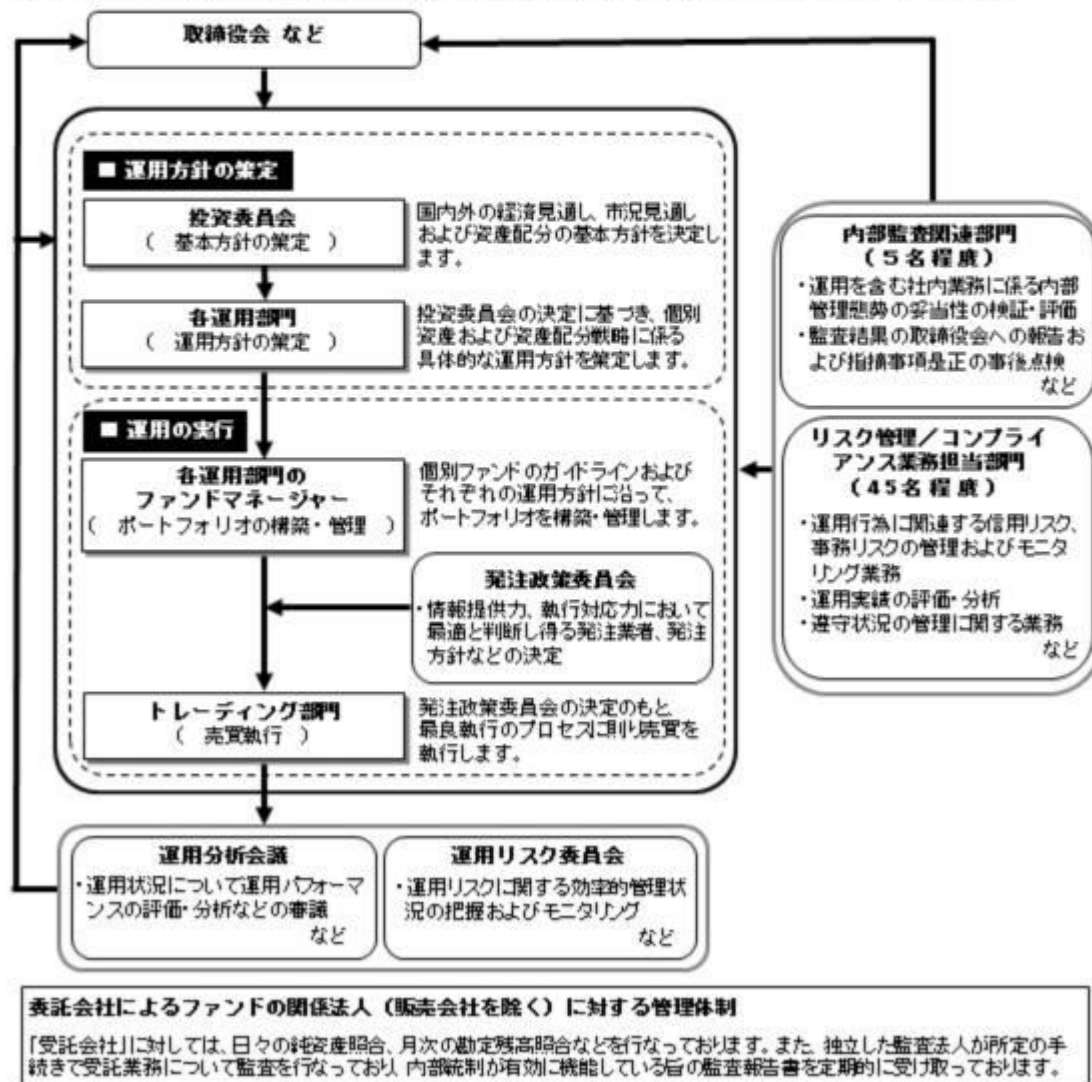 取締役会 など
■ 運用方針の策定
投資委員会
（ 基本方針の策定 ）
国内外の経済見通し、市況見通し
および資産配分の基本方針を決定し
ます。
各運用部門
（ 運用方針の策定 ）
投資委員会の決定に基づき、個別
資産および資産配分戦略に係る
具体的な運用方針を策定します。
■ 運用の実行
各運用部門の
ファンドマネージャー
（ ポートフォリオの構築・管理 ）
個別ファンドのガイドラインおよび
それぞれの運用方針に沿って、
ポートフォリオを構築・管理します。
発注政策委員会
・情報提供力、執行対応力において
最適と判断し得る発注業者、発注
方針などの決定
トレーディング部門
（ 売買執行 ）
発注政策委員会の決定のもと、
最良執行のプロセスに則り売買を
執行します。
内部監査関連部門
（５名程度）
・運用を含む社内業務に係る内部
管理態勢の妥当性の検証・評価
・監査結果の取締役会への報告お
よび指摘事項是正の事後点検
など
リスク管理／コンプライ
アンス業務担当部門
（45名程度）
・運用行為に関連する信用リスク、
事務リスクの管理およびモニタ
リング業務
・運用実績の評価・分析
・遵守状況の管理に関する業務
など
運用分析会議
・運用状況について運用パフォーマ
ンスの評価・分析などの審議
など
運用リスク委員会
・運用リスクに関する効率的管理状
況の把握およびモニタリング
など
委託会社によるファンドの関係法人（販売会社を除く）に対する管理体制
「受託会社」に対しては、日々の純資産照合、月次の勘定残高照合などを行なっております。また、独立した監査法人が所定の手
続きで受託業務について監査を行なっており、内部統制が有効に機能している旨の監査報告書を定期的に受け取っております。